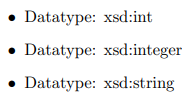 • Datatype: xsd:int
• Datatype: xsd:integer
• Datatype: xsd:string